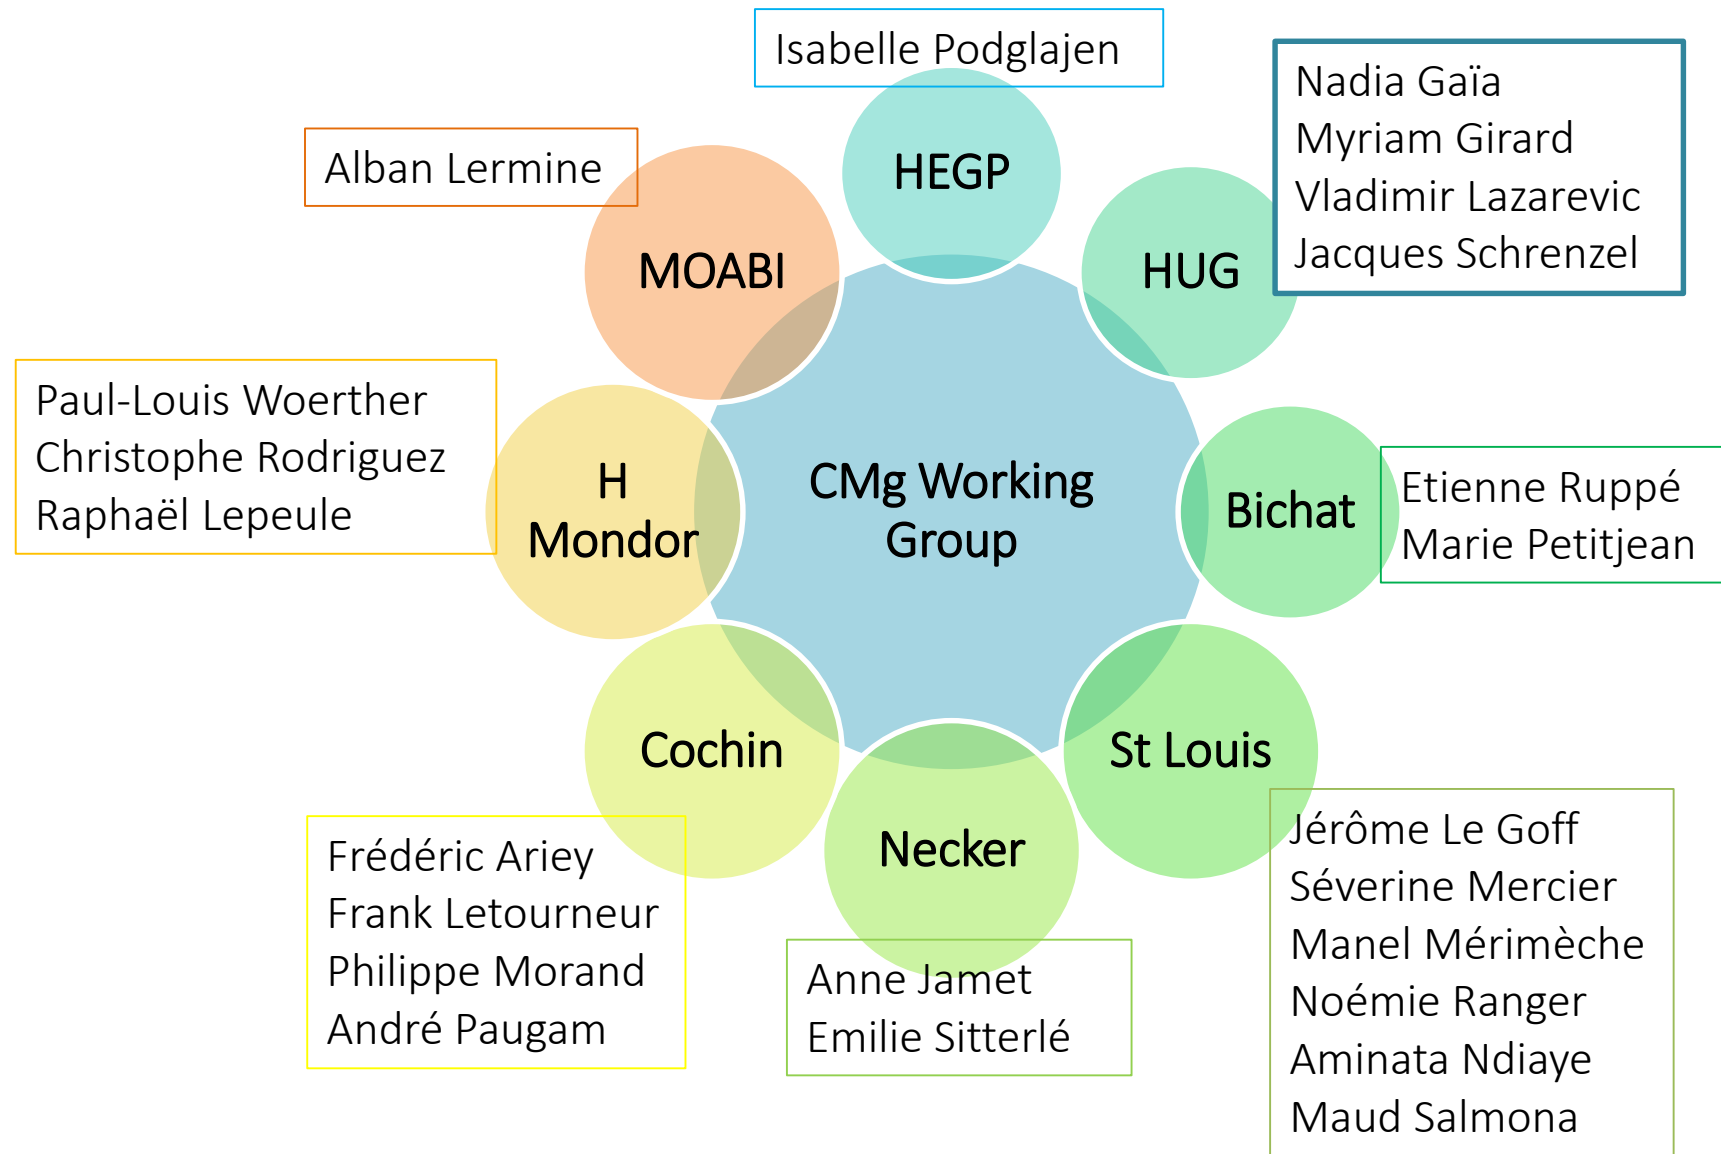 Isabelle Podglajen
HEGP
Nadia Gaïa
Myriam Girard
Vladimir Lazarevic
Jacques Schrenzel
HUG
Alban Lermine
MOABI
Paul-Louis Woerther
Christophe Rodriguez
Raphaël Lepeule
H
Mondor
CMg Working
Group
Bichat
Etienne Ruppé
Marie Petitjean
Cochin
Frédéric Ariey
Frank Letourneur
Philippe Morand
André Paugam
Necker
Anne Jamet
Emilie Sitterlé
St Louis
Jérôme Le Goff
Séverine Mercier
Manel Mérimèche
Noémie Ranger
Aminata Ndiaye
Maud Salmona